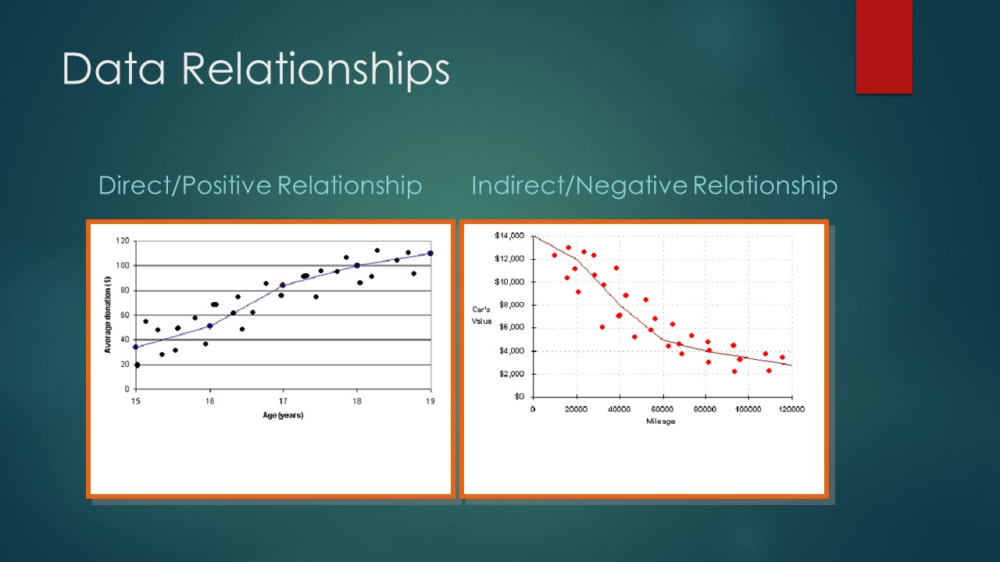 Data Relationships
Direct/Positive Relationship
Indirect/Negative Relationship
120
100
80
60
40
20
0
Average donation ($)
15 16 17 18 19
Age (years)
$14,000
$12,000
$10,000
$8,000
$6,000
$4,000
$2,000
$0
Car's
Value
0 20000 40000 60000 80000 100000 120000
Mileage